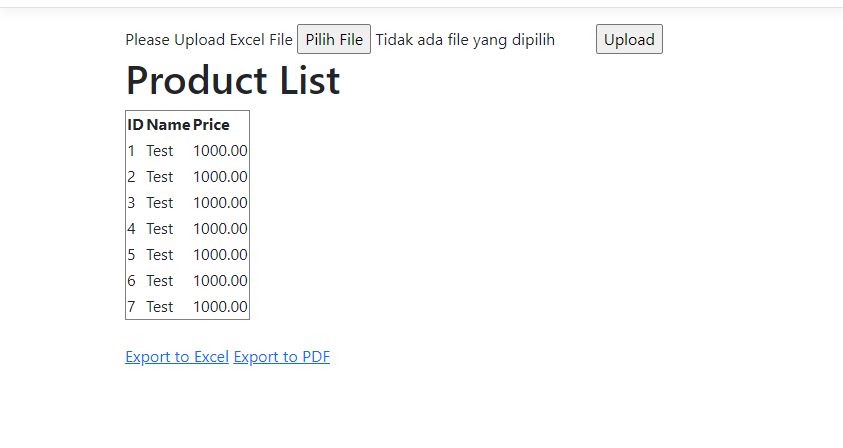 Please Upload Excel File Pilih File Tidak ada file yang dipilih Upload
Product List
ID Name Price
1 Test 1000.00
2 Test 1000.00
3 Test 1000.00
4 Test 1000.00
5 Test 1000.00
6 Test 1000.00
7 Test 1000.00
Export to Excel Export to PDF